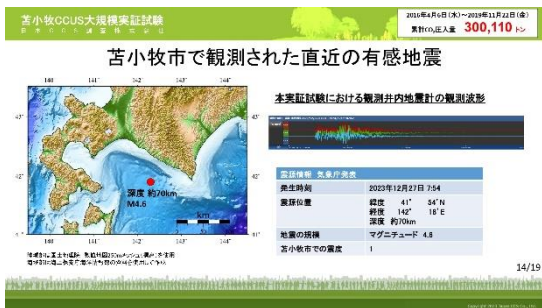 苫小牧CCUS大規模実証試験
2016年4月6日(水)~2019年11月22日(金)
累計CO₂圧入量 300,110 トン
苫小牧市で観測された直近の有感地震
140° 141° 142° 143° 144°
43°
43°
42°
42°
深度 約70km
M4.6
km
140° 141° 142° 143° 144°
本実証試験における観測井内地震計の観測波形
震源情報 気象庁発表
発生時刻 2023年12月27日 7:54
震源位置 緯度 41° 54′N
経度 142° 18′E
深度 約70km
地震の規模 マグニチュード 4.6
苫小牧市での震度 1
14/19